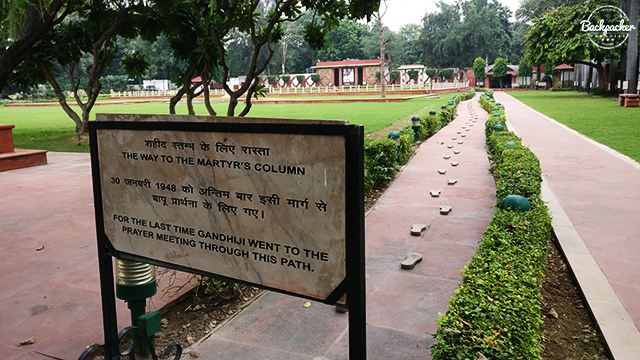 शहीद स्तम्भ के लिए रास्ता
THE WAY TO THE MARTYR'S COLUMN
30 जनवरी 1948 को अन्तिम बार इसी मार्ग से
बापू प्रार्थना के लिए गए।
FOR THE LAST TIME GANDHIJI WENT TO THE
PRAYER MEETING THROUGH THIS PATH.
Backpacker